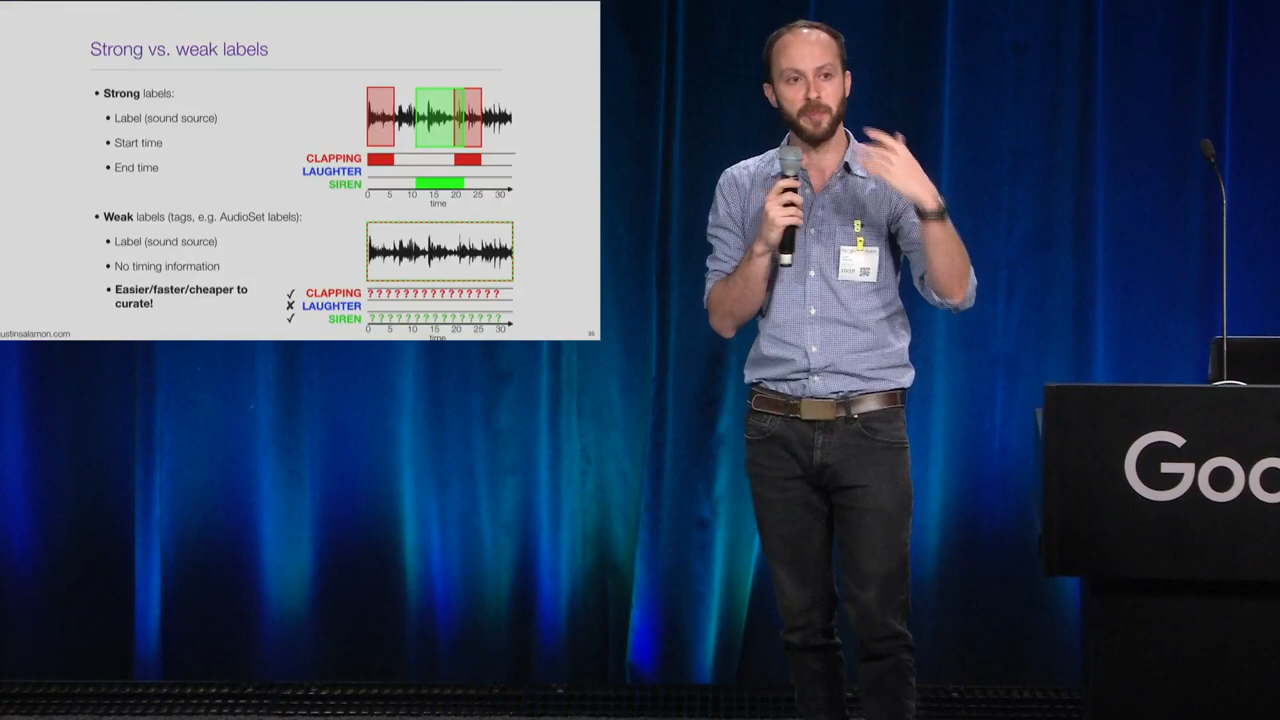 Strong vs. weak labels
• Strong labels:
• Label (sound source)
• Start time
• End time
CLAPPING
LAUGHTER
SIREN
0 5 10 15 20 25 30
time
• Weak labels (tags, e.g. AudioSet labels):
• Label (sound source)
• No timing information
• Easier/faster/cheaper to
curate!
✓ CLAPPING ? ? ? ? ? ? ? ? ? ? ? ? ? ? ?
✗ LAUGHTER
✓ SIREN ? ? ? ? ? ? ? ? ? ? ? ? ? ? ?
0 5 10 15 20 25 30
time
ustinsalamon.com
35
Goo